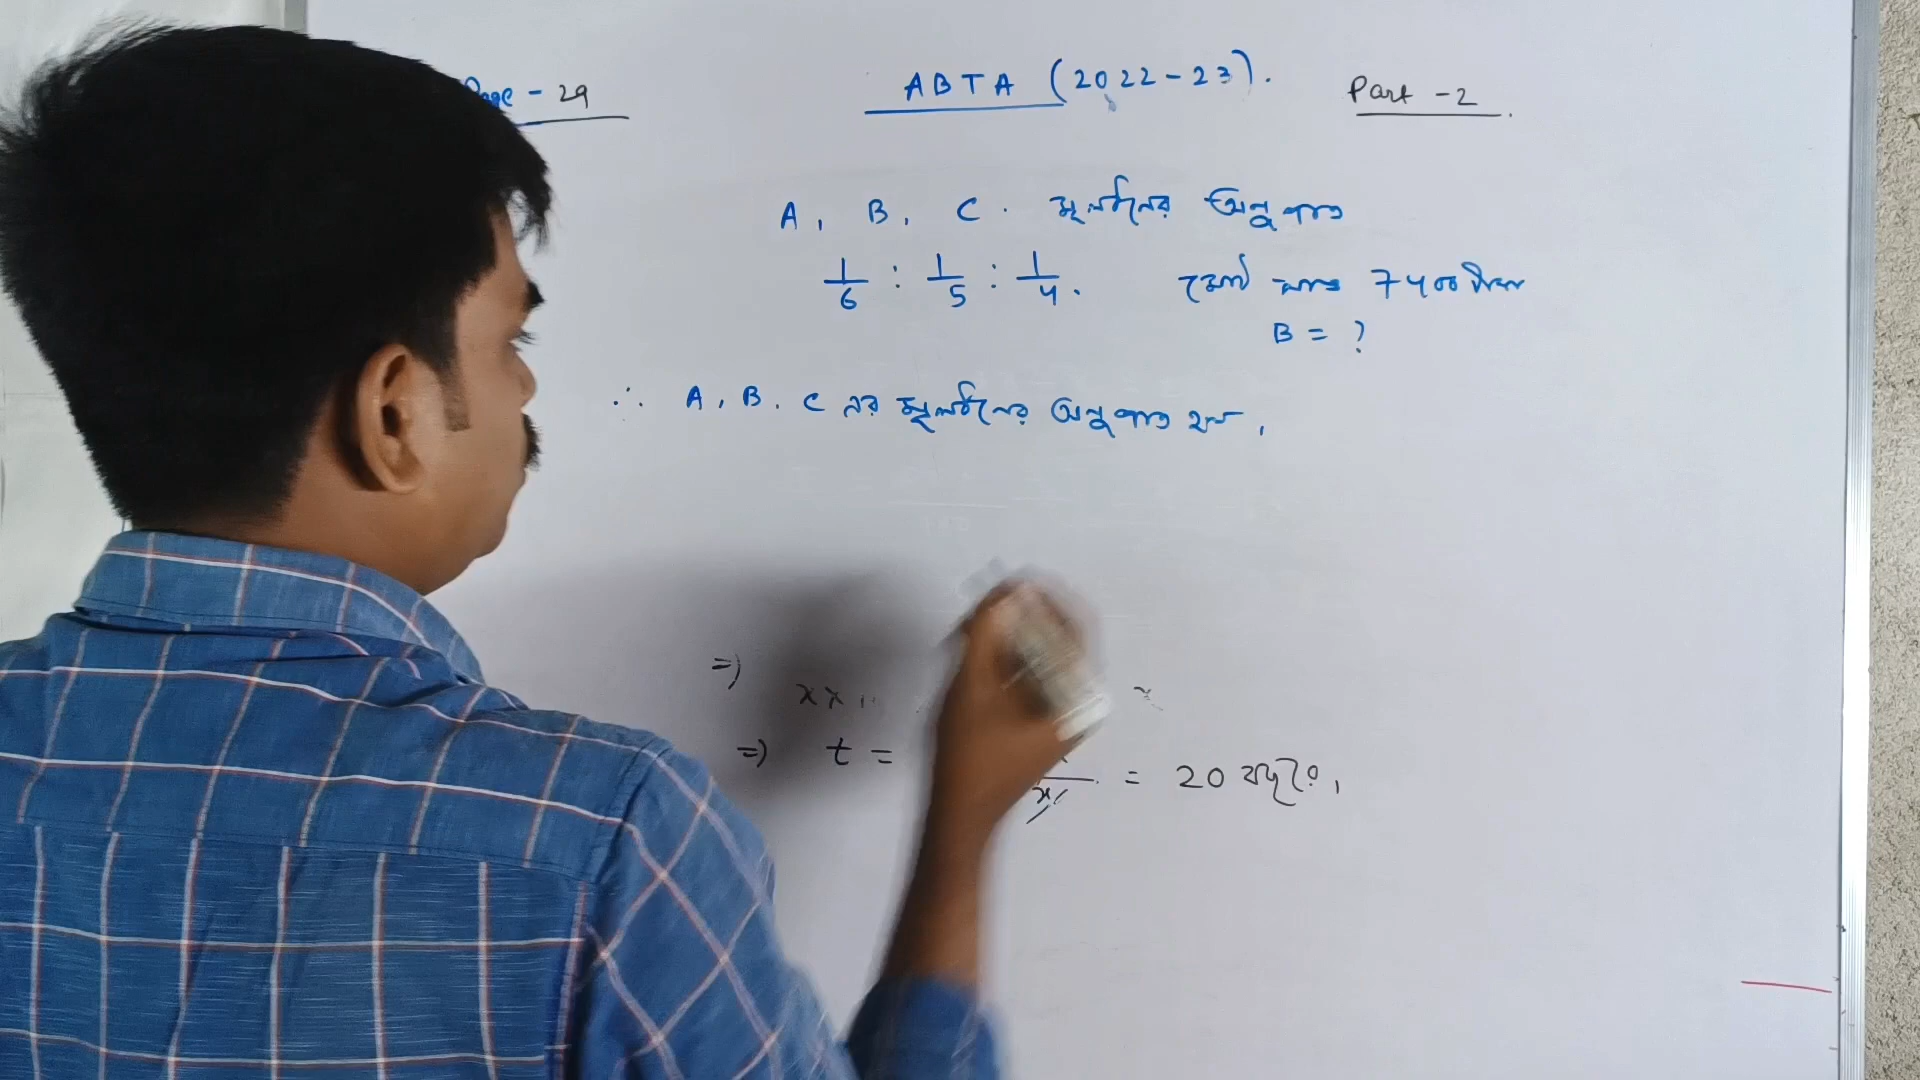 Page - 29 ABTA (2022-23). Part - 2
A, B, C. মূলধনের অনুপাত
1/6 : 1/5 : 1/4. মোট লাভ 7400 টাকা
B = ?
∴ A, B, C এর মূলধনের অনুপাত হল,
=) x x
=) t = = 20 বছর।